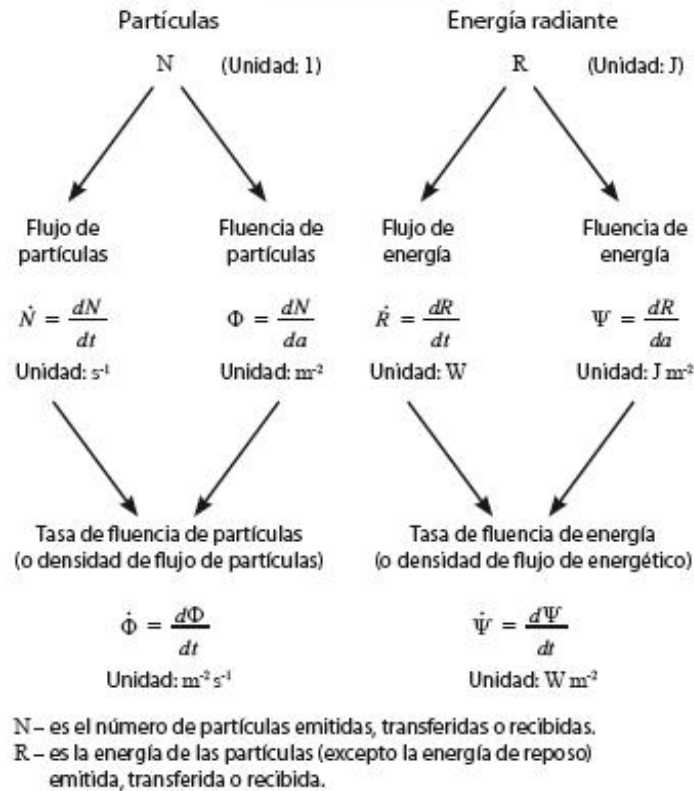 Partículas
Energía radiante
N (Unidad: 1)
R (Unidad: J)
Flujo de
partículas
Fluencia de
partículas
Flujo de
energía
Fluencia de
energía
Ṅ = dN/dt
Φ = dN/da
Ṙ = dR/dt
Ψ = dR/da
Unidad: s⁻¹
Unidad: m⁻²
Unidad: W
Unidad: J m⁻²
Tasa de fluencia de partículas
(o densidad de flujo de partículas)
Tasa de fluencia de energía
(o densidad de flujo de energético)
Φ̇ = dΦ/dt
Ψ̇ = dΨ/dt
Unidad: m⁻² s⁻¹
Unidad: W m⁻²
N – es el número de partículas emitidas, transferidas o recibidas.
R – es la energía de las partículas (excepto la energía de reposo)
emitida, transferida o recibida.